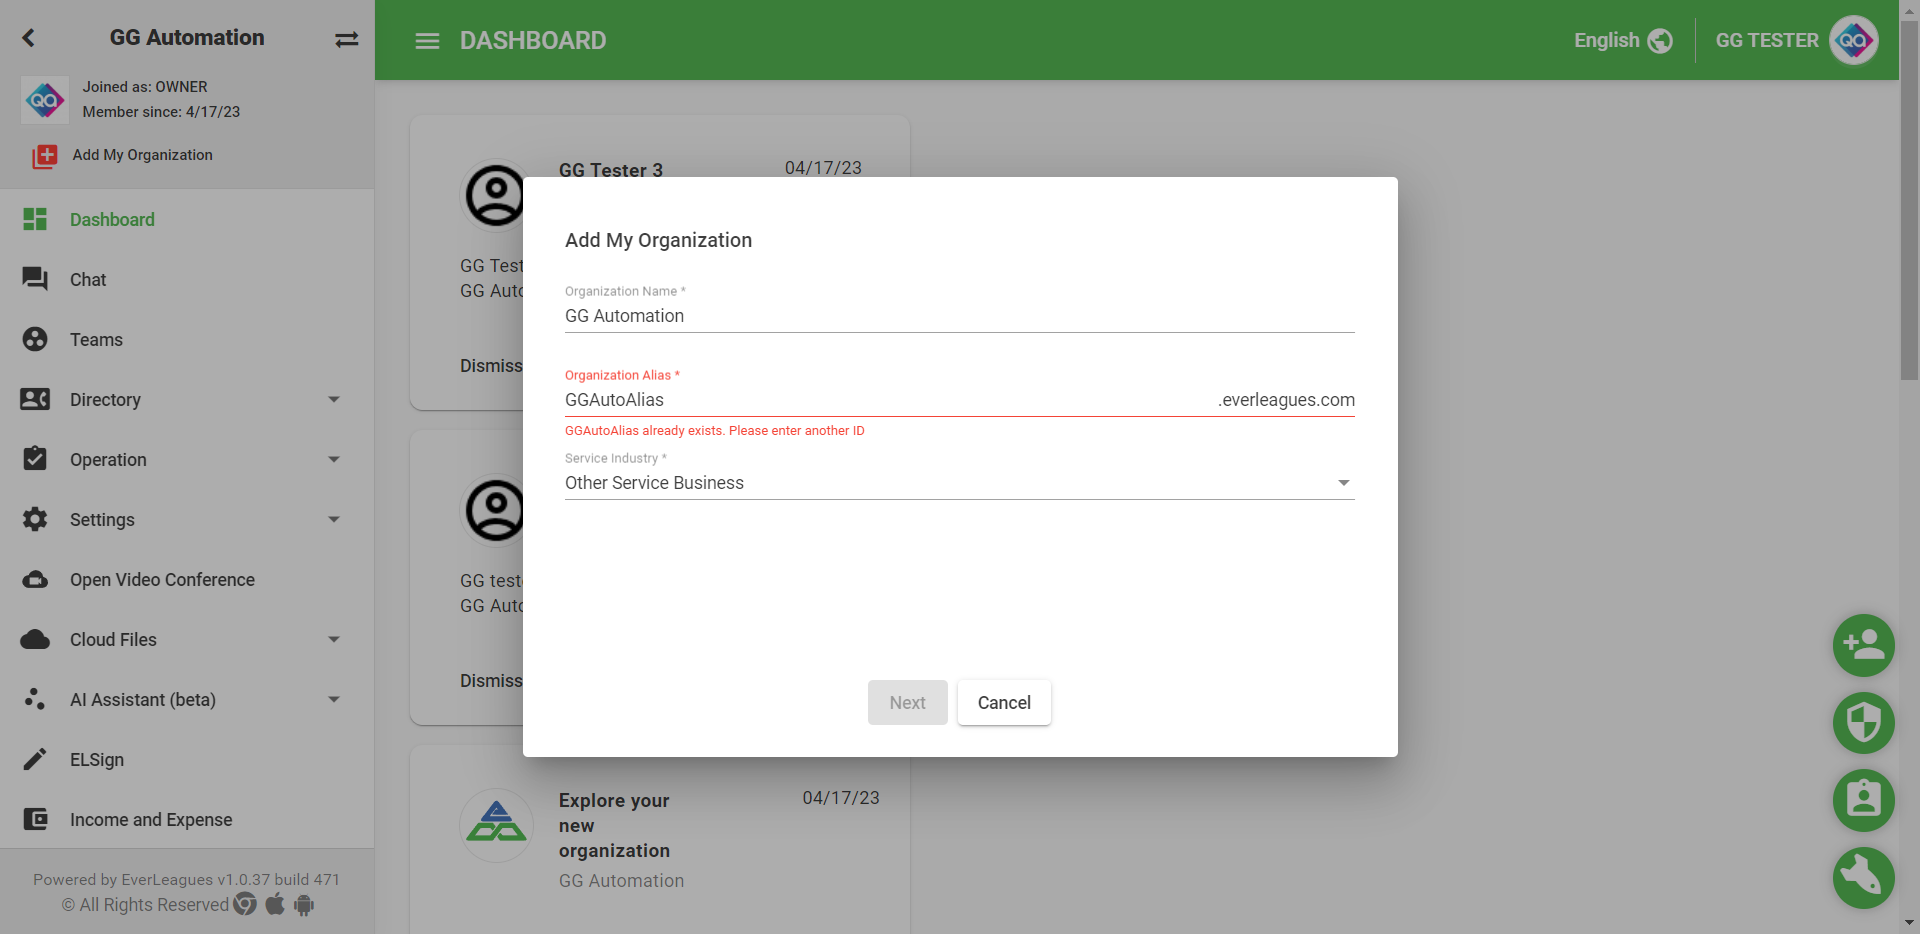 GG Automation
Joined as: OWNER
Member since: 4/17/23
Add My Organization
Dashboard
Chat
Teams
Directory
Operation
Settings
Open Video Conference
Cloud Files
AI Assistant (beta)
ELSign
Income and Expense
Powered by EverLeagues v1.0.37 build 471
© All Rights Reserved
DASHBOARD
English
GG TESTER
QA
GG Tester 3
04/17/23
GG Test
GG Auto
Dismiss
GG teste
GG Auto
Dismiss
Explore your
new
organization
04/17/23
GG Automation
Add My Organization
Organization Name *
GG Automation
Organization Alias *
GGAutoAlias
.everleagues.com
GGAutoAlias already exists. Please enter another ID
Service Industry *
Other Service Business
Next
Cancel